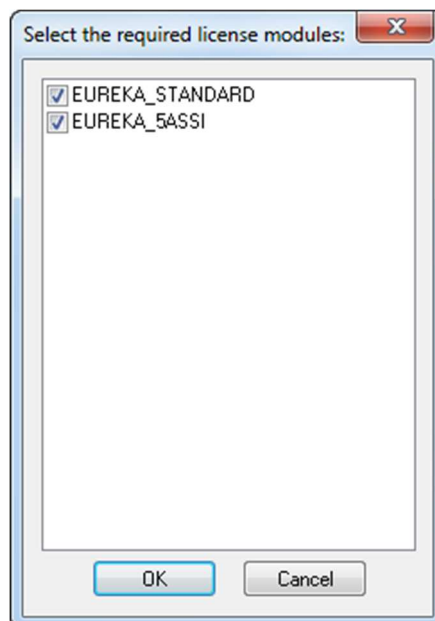 Select the required license modules:
EUREKA_STANDARD
EUREKA_5ASSI
OK
Cancel